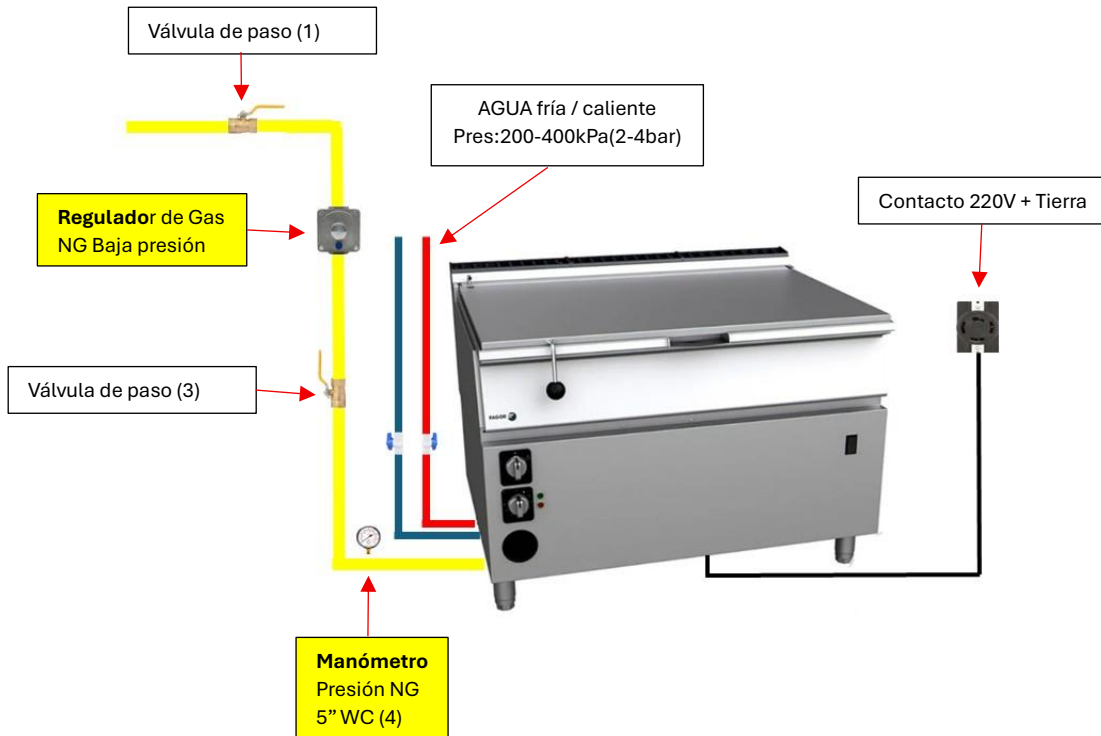 Válvula de paso (1)
AGUA fría / caliente
Pres:200-400kPa(2-4bar)
Contacto 220V + Tierra
Regulador de Gas
NG Baja presión
Válvula de paso (3)
FAGOR
Manómetro
Presión NG
5” WC (4)